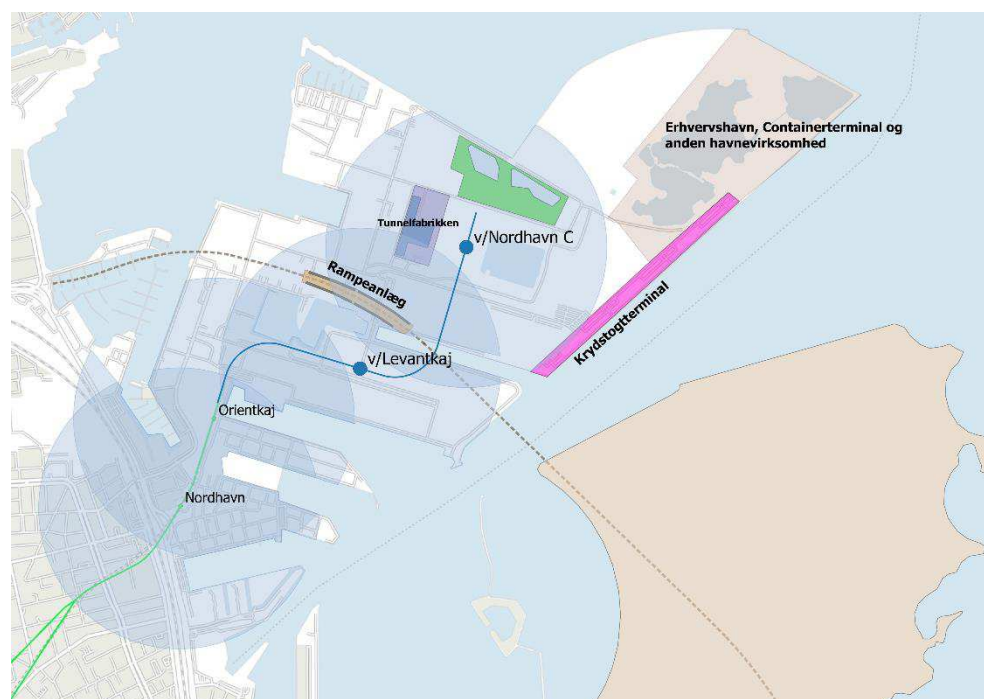 Erhvervshavn, Containerterminal og
anden havnevirksomhed
Tunnelfabrikken
v/Nordhavn C
Rampeanlæg
Krydstogtterminal
v/Levantkaj
Orientkaj
Nordhavn